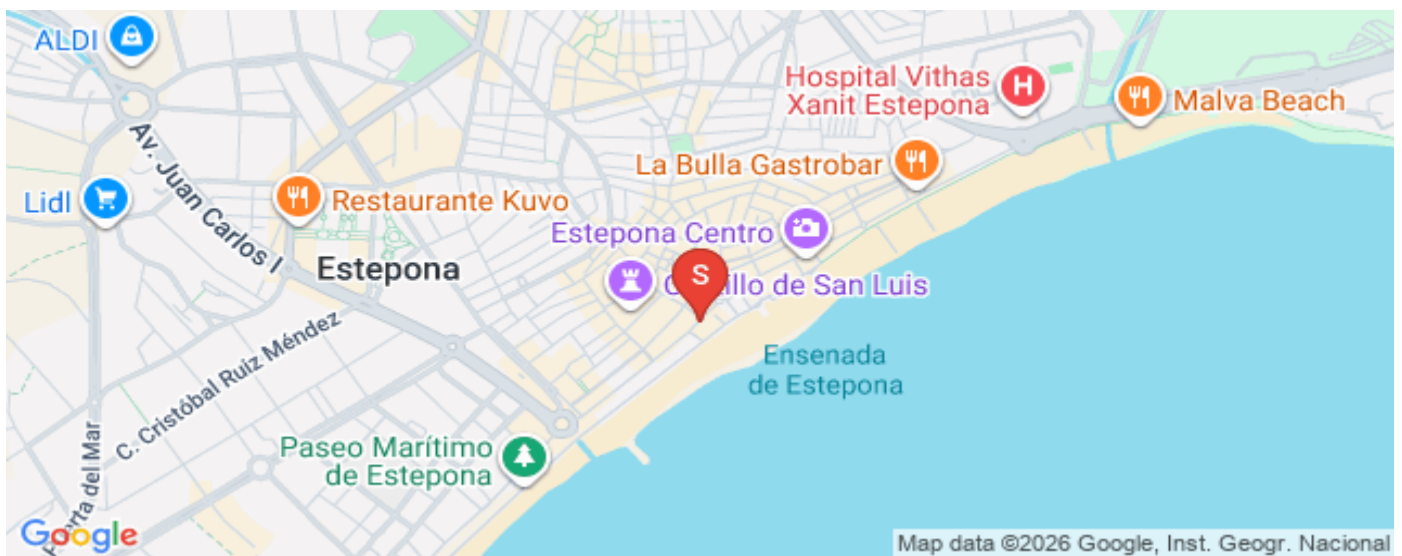 ALDI
Hospital Vithas
Xanit Estepona
H
Malva Beach
Av. Juan Carlos I
La Bulla Gastrobar
Lidl
Restaurante Kuvo
Estepona Centro
Estepona
S
Castillo de San Luis
C. Cristóbal Ruiz Méndez
Ensenada
de Estepona
Paseo Marítimo
de Estepona
del Mar
Google
Map data ©2026 Google, Inst. Geogr. Nacional